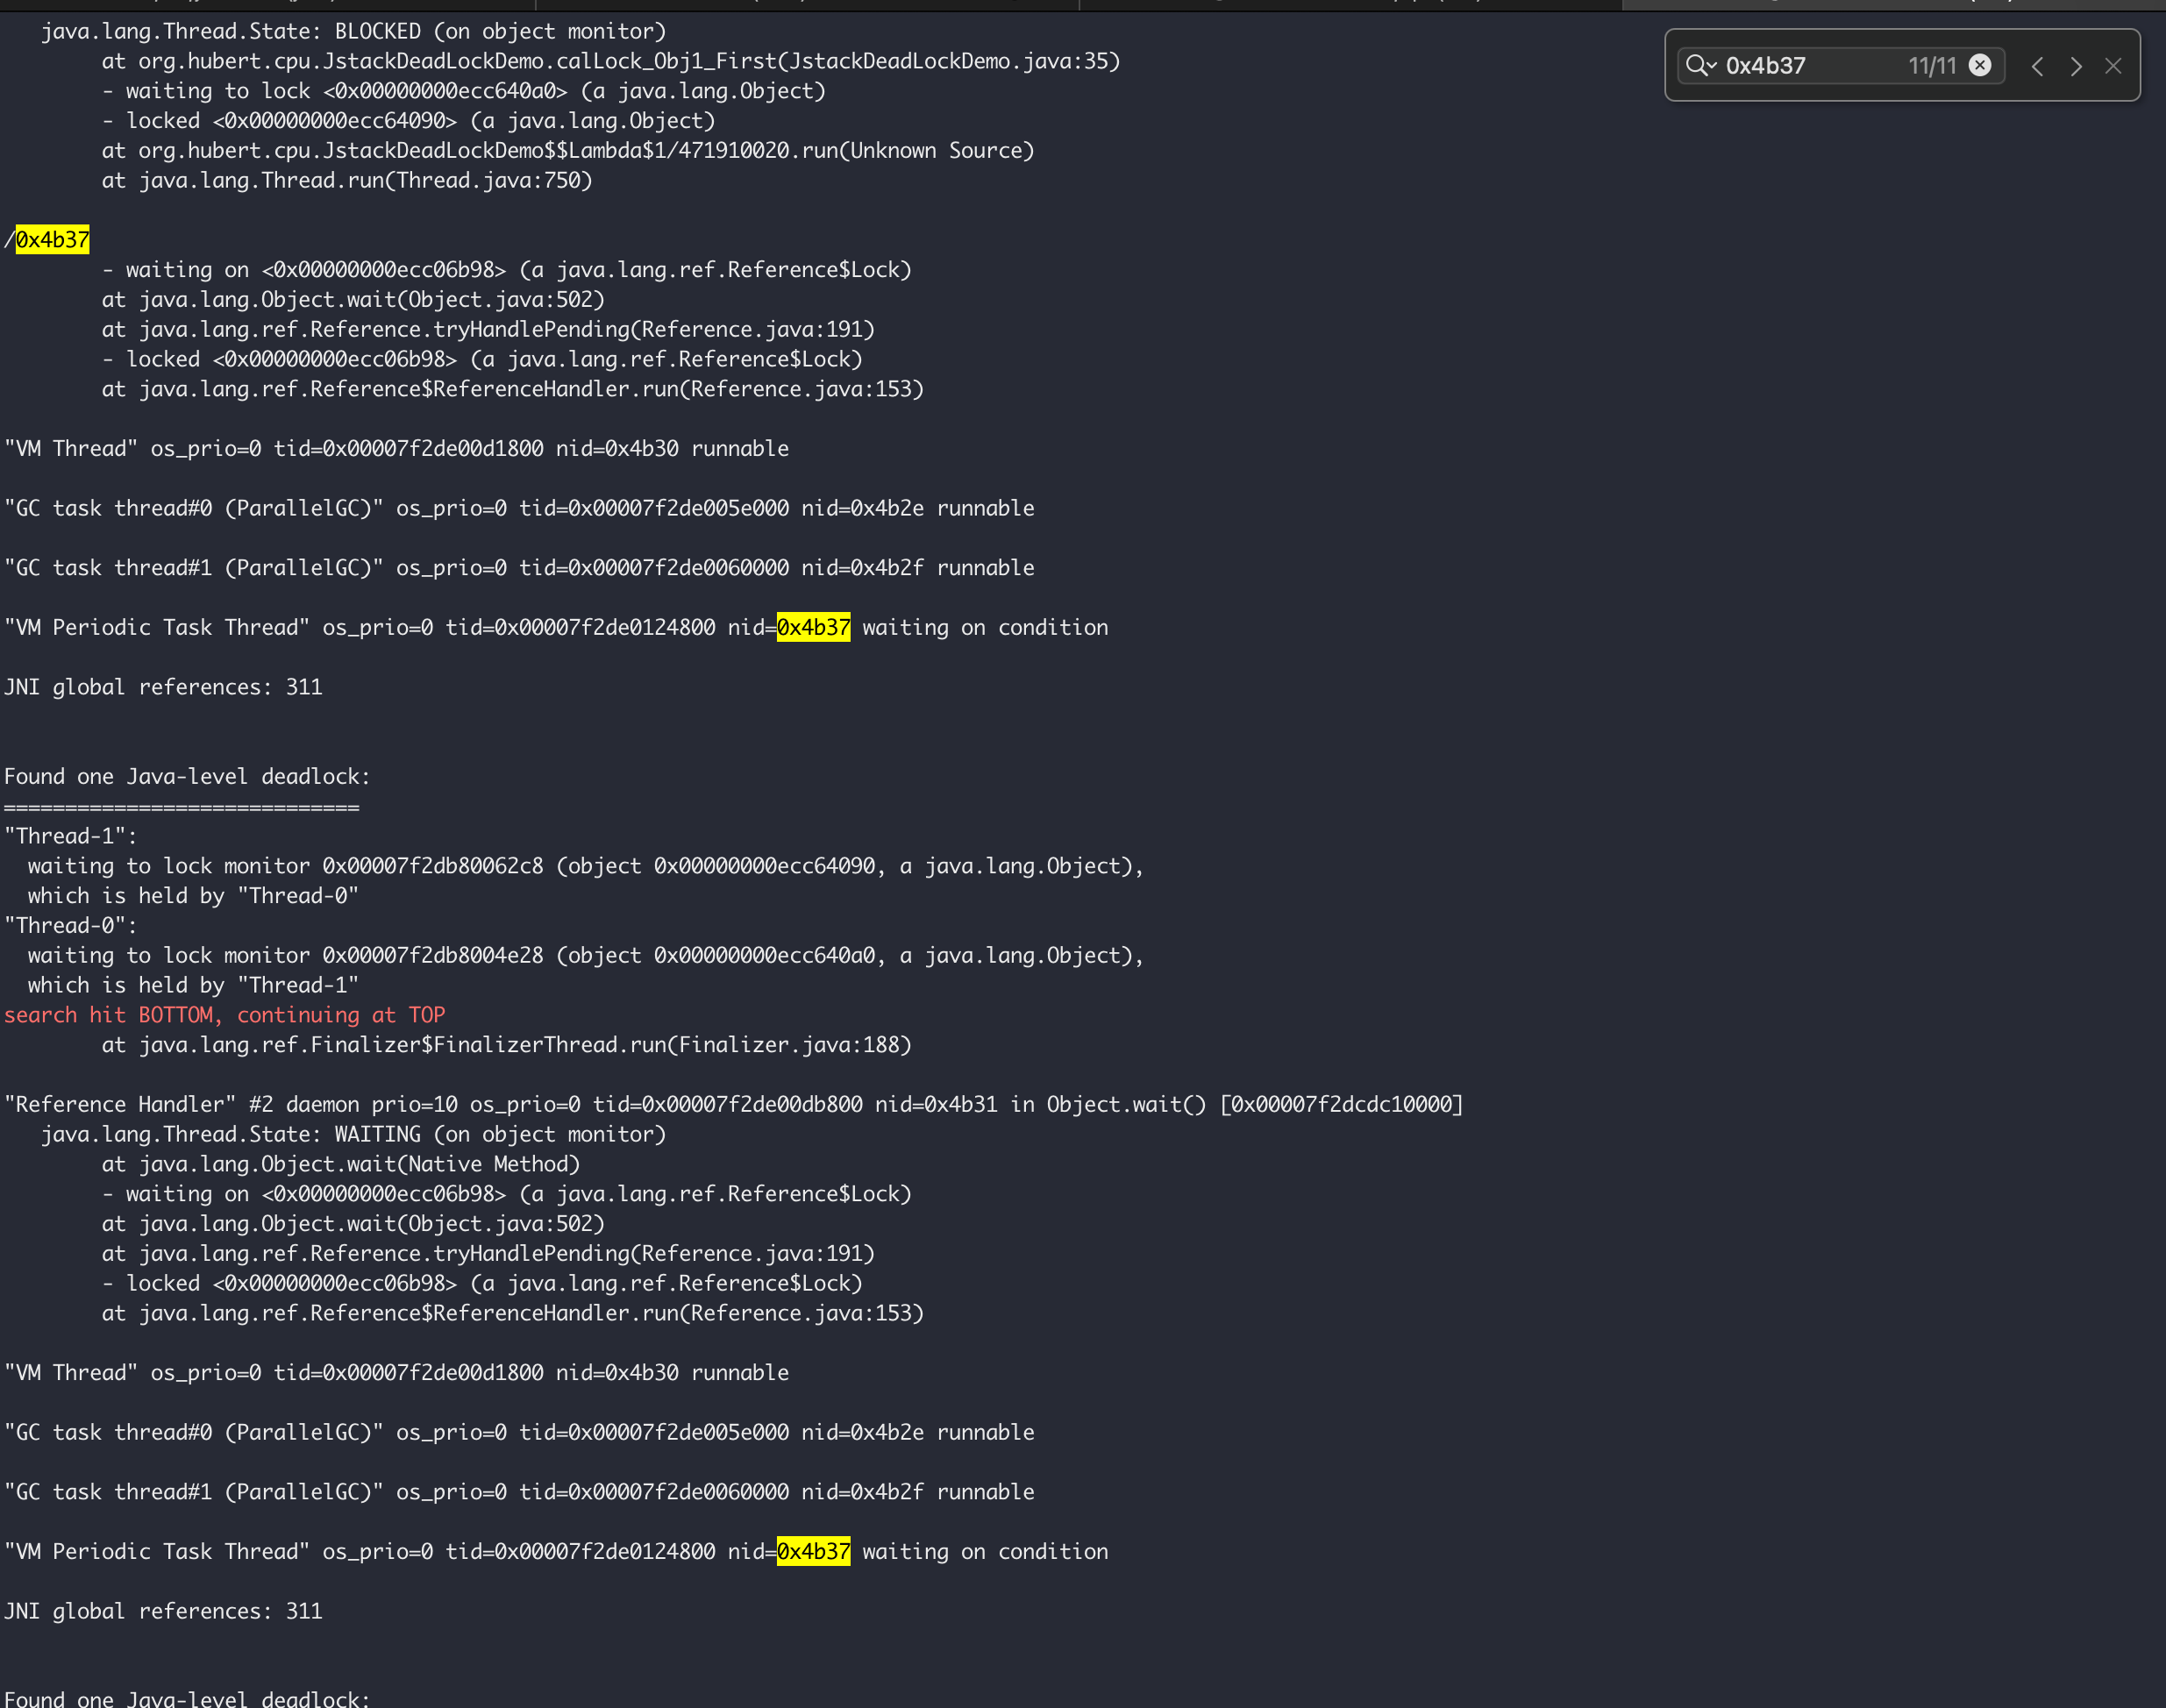 java.lang.Thread.State: BLOCKED (on object monitor)
0x4b37 11/11
at org.hubert.cpu.JstackDeadLockDemo.calLock_Obj1_First(JstackDeadLockDemo.java:35)
- waiting to lock <0x00000000ecc640a0> (a java.lang.Object)
- locked <0x00000000ecc64090> (a java.lang.Object)
at org.hubert.cpu.JstackDeadLockDemo$$Lambda$1/471910020.run(Unknown Source)
at java.lang.Thread.run(Thread.java:750)
/0x4b37
- waiting on <0x00000000ecc06b98> (a java.lang.ref.Reference$Lock)
at java.lang.Object.wait(Object.java:502)
at java.lang.ref.Reference.tryHandlePending(Reference.java:191)
- locked <0x00000000ecc06b98> (a java.lang.ref.Reference$Lock)
at java.lang.ref.Reference$ReferenceHandler.run(Reference.java:153)
"VM Thread" os_prio=0 tid=0x00007f2de00d1800 nid=0x4b30 runnable
"GC task thread#0 (ParallelGC)" os_prio=0 tid=0x00007f2de005e000 nid=0x4b2e runnable
"GC task thread#1 (ParallelGC)" os_prio=0 tid=0x00007f2de0060000 nid=0x4b2f runnable
"VM Periodic Task Thread" os_prio=0 tid=0x00007f2de0124800 nid=0x4b37 waiting on condition
JNI global references: 311
Found one Java-level deadlock:
=============================
"Thread-1":
waiting to lock monitor 0x00007f2db80062c8 (object 0x00000000ecc64090, a java.lang.Object),
which is held by "Thread-0"
"Thread-0":
waiting to lock monitor 0x00007f2db8004e28 (object 0x00000000ecc640a0, a java.lang.Object),
which is held by "Thread-1"
search hit BOTTOM, continuing at TOP
at java.lang.ref.Finalizer$FinalizerThread.run(Finalizer.java:188)
"Reference Handler" #2 daemon prio=10 os_prio=0 tid=0x00007f2de00db800 nid=0x4b31 in Object.wait() [0x00007f2dcdc10000]
java.lang.Thread.State: WAITING (on object monitor)
at java.lang.Object.wait(Native Method)
- waiting on <0x00000000ecc06b98> (a java.lang.ref.Reference$Lock)
at java.lang.Object.wait(Object.java:502)
at java.lang.ref.Reference.tryHandlePending(Reference.java:191)
- locked <0x00000000ecc06b98> (a java.lang.ref.Reference$Lock)
at java.lang.ref.Reference$ReferenceHandler.run(Reference.java:153)
"VM Thread" os_prio=0 tid=0x00007f2de00d1800 nid=0x4b30 runnable
"GC task thread#0 (ParallelGC)" os_prio=0 tid=0x00007f2de005e000 nid=0x4b2e runnable
"GC task thread#1 (ParallelGC)" os_prio=0 tid=0x00007f2de0060000 nid=0x4b2f runnable
"VM Periodic Task Thread" os_prio=0 tid=0x00007f2de0124800 nid=0x4b37 waiting on condition
JNI global references: 311
Found one Java-level deadlock: